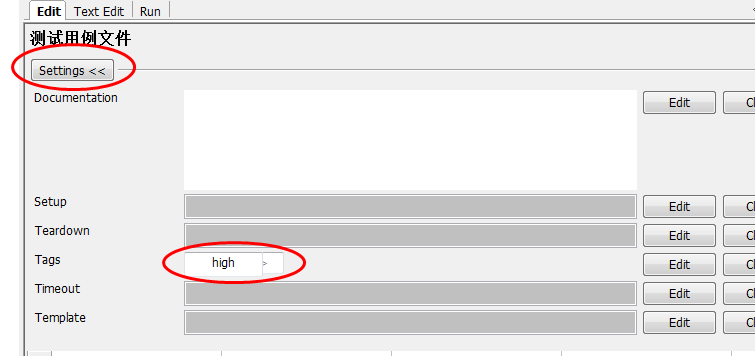 Edit Text Edit Run
测试用例文件
Settings <<
Documentation Edit
Setup Edit
Teardown Edit
Tags high > Edit
Timeout Edit
Template Edit